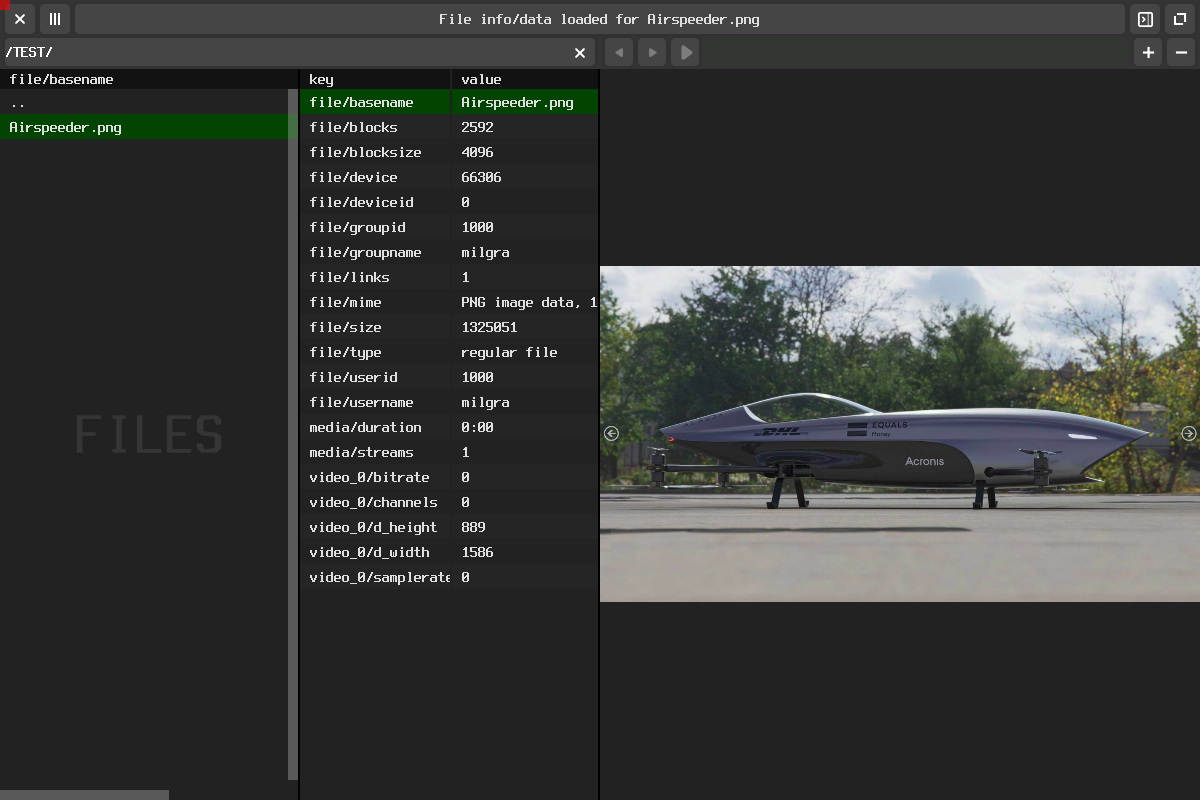 File info/data loaded for Airspeeder.png
/TEST/
file/basename
..
Airspeeder.png
FILES
key value
file/basename Airspeeder.png
file/blocks 2592
file/blocksize 4096
file/device 66306
file/deviceid 0
file/groupid 1000
file/groupname milgra
file/links 1
file/mime PNG image data, 1
file/size 1325051
file/type regular file
file/userid 1000
file/username milgra
media/duration 0:00
media/streams 1
video_0/bitrate 0
video_0/channels 0
video_0/d_height 889
video_0/d_width 1586
video_0/samplerate 0
DHL
EQUALS
Money
Acronis